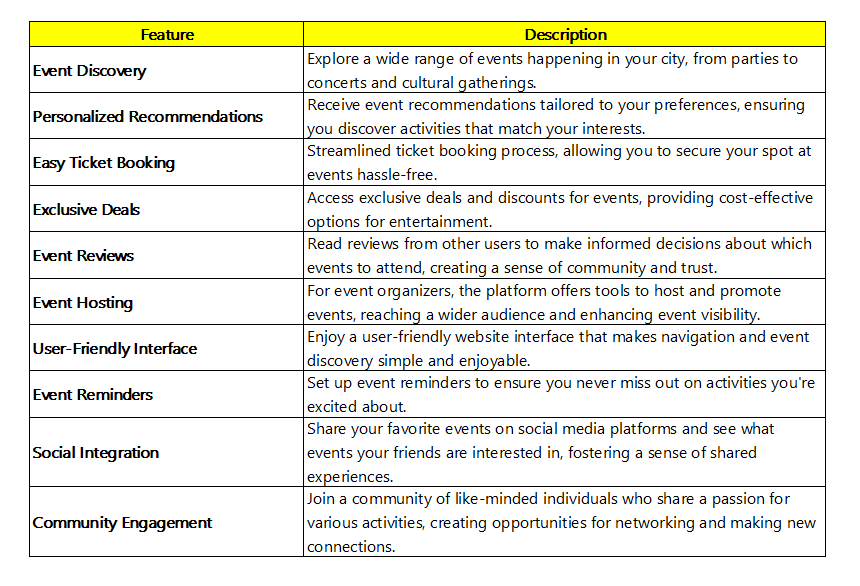 Feature Description
Event Discovery
Explore a wide range of events happening in your city, from parties to
concerts and cultural gatherings.
Personalized Recommendations
Receive event recommendations tailored to your preferences, ensuring
you discover activities that match your interests.
Easy Ticket Booking
Streamlined ticket booking process, allowing you to secure your spot at
events hassle-free.
Exclusive Deals
Access exclusive deals and discounts for events, providing cost-effective
options for entertainment.
Event Reviews
Read reviews from other users to make informed decisions about which
events to attend, creating a sense of community and trust.
Event Hosting
For event organizers, the platform offers tools to host and promote
events, reaching a wider audience and enhancing event visibility.
User-Friendly Interface
Enjoy a user-friendly website interface that makes navigation and event
discovery simple and enjoyable.
Event Reminders
Set up event reminders to ensure you never miss out on activities you're
excited about.
Social Integration
Share your favorite events on social media platforms and see what
events your friends are interested in, fostering a sense of shared
experiences.
Community Engagement
Join a community of like-minded individuals who share a passion for
various activities, creating opportunities for networking and making new
connections.